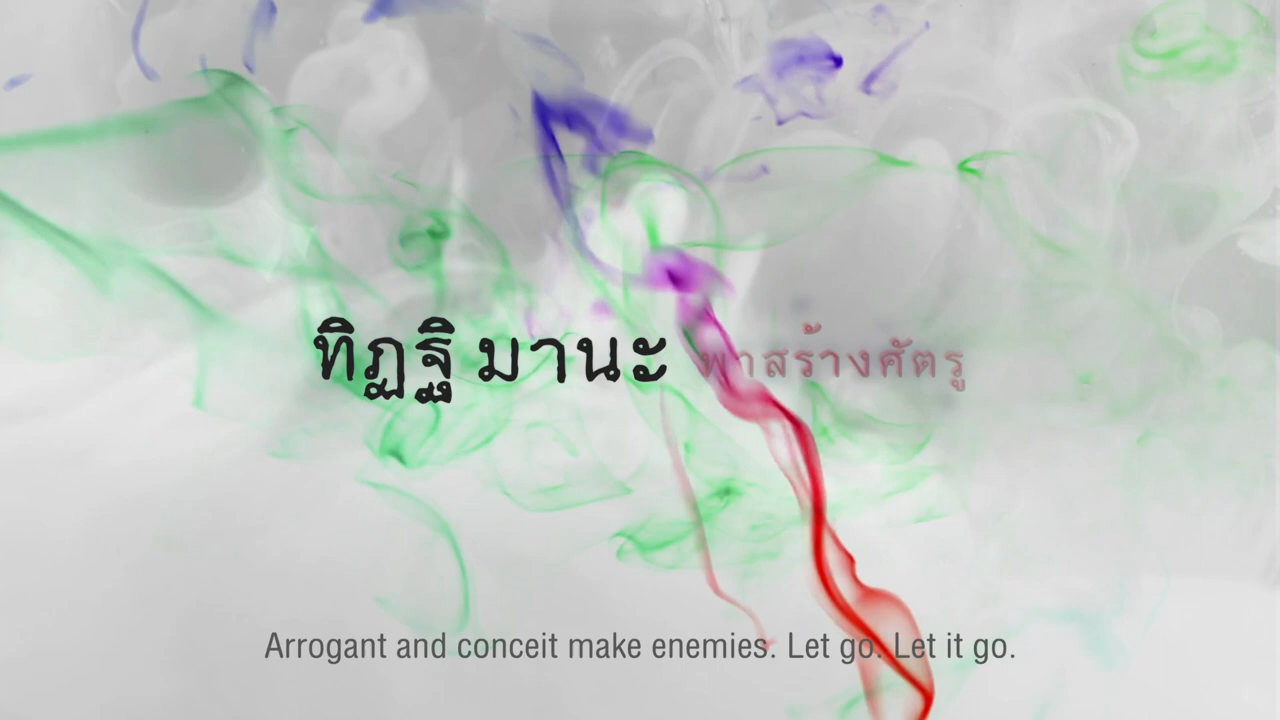 ทิฏฐิ มานะ พาสร้างศัตรู
Arrogant and conceit make enemies. Let go. Let it go.